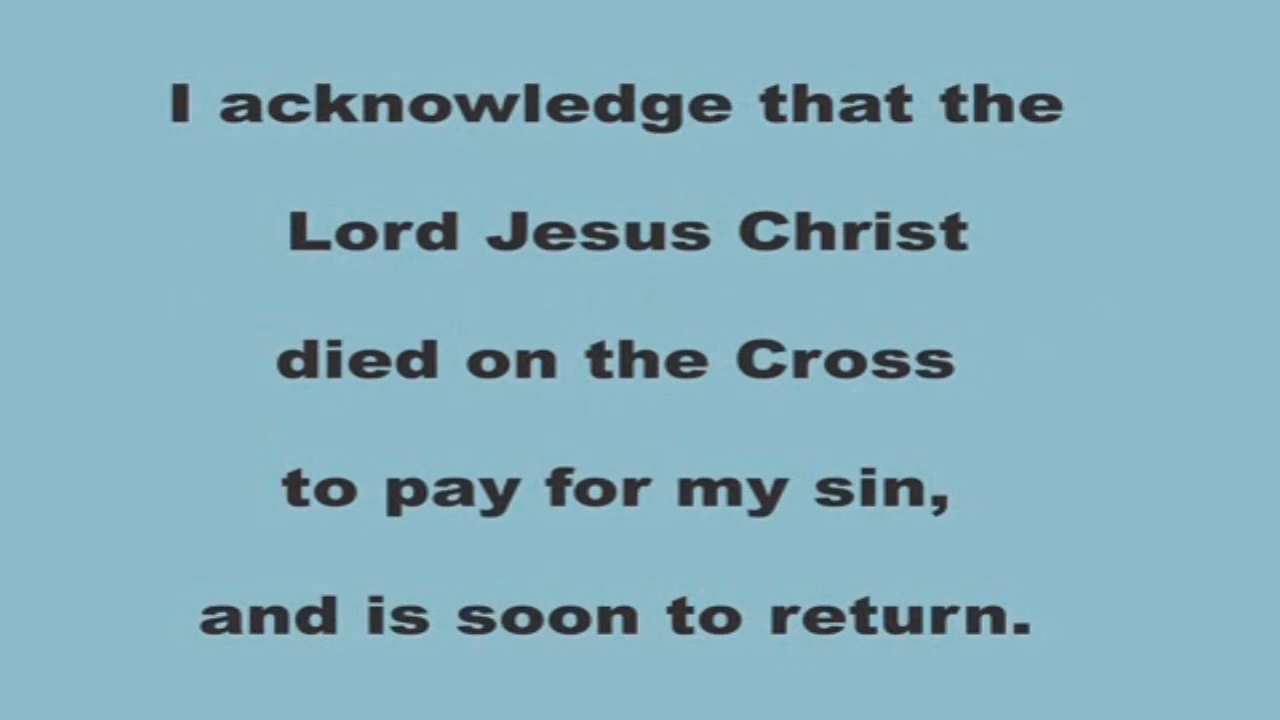 I acknowledge that the
Lord Jesus Christ
died on the Cross
to pay for my sin,
and is soon to return.